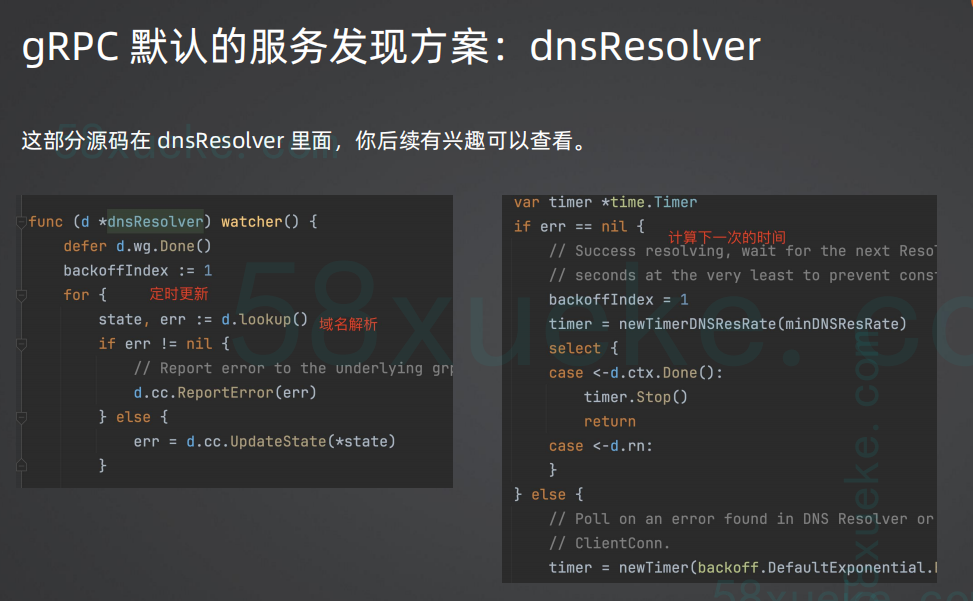 gRPC 默认的服务发现方案：dnsResolver
这部分源码在 dnsResolver 里面，你后续有兴趣可以查看。
func (d *dnsResolver) watcher() {
defer d.wg.Done()
backoffIndex := 1
for {
定时更新
state, err := d.lookup()
域名解析
if err != nil {
// Report error to the underlying grp
d.cc.ReportError(err)
} else {
err = d.cc.UpdateState(*state)
}
var timer *time.Timer
if err == nil {
计算下一次的时间
// Success resolving, wait for the next Resol
// seconds at the very least to prevent const
backoffIndex = 1
timer = newTimerDNSResRate(minDNSResRate)
select {
case <-d.ctx.Done():
timer.Stop()
return
case <-d.rn:
}
} else {
// Poll on an error found in DNS Resolver or
// ClientConn.
timer = newTimer(backoff.DefaultExponential.
58xueke.com
58xueke.com
58xueke.com